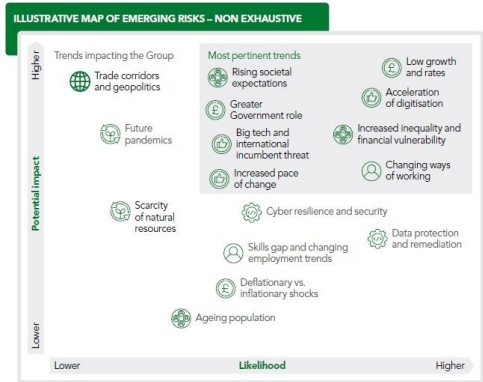 ILLUSTRATIVE MAP OF EMERGING RISKS – NON EXHAUSTIVE
Higher
Potential impact
Lower
Trends impacting the Group
Trade corridors
and geopolitics
Future
pandemics
Scarcity
of natural
resources
Most pertinent trends
Rising societal
expectations
Greater
Government role
Big tech and
international
incumbent threat
Increased pace
of change
Low growth
and rates
Acceleration
of digitisation
Increased inequality and
financial vulnerability
Changing ways
of working
Cyber resilience and security
Data protection
and remediation
Skills gap and changing
employment trends
Deflationary vs.
inflationary shocks
Ageing population
Lower
Likelihood
Higher